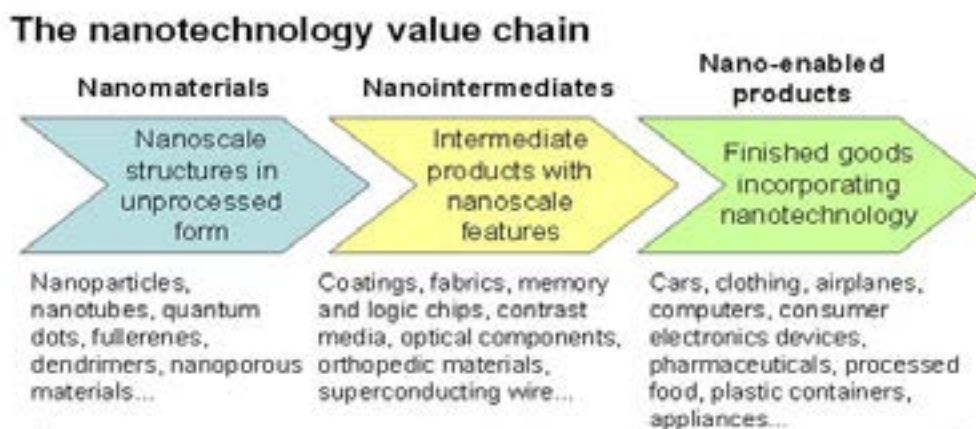 The nanotechnology value chain
Nanomaterials
Nanoscale
structures in
unprocessed
form
Nanoparticles,
nanotubes, quantum
dots, fullerenes,
dendrimers, nanoporous
materials...
Nanointermediates
Intermediate
products with
nanoscale
features
Coatings, fabrics, memory
and logic chips, contrast
media, optical components,
orthopedic materials,
superconducting wire...
Nano-enabled
products
Finished goods
incorporating
nanotechnology
Cars, clothing, airplanes,
computers, consumer
electronics devices,
pharmaceuticals, processed
food, plastic containers,
appliances...